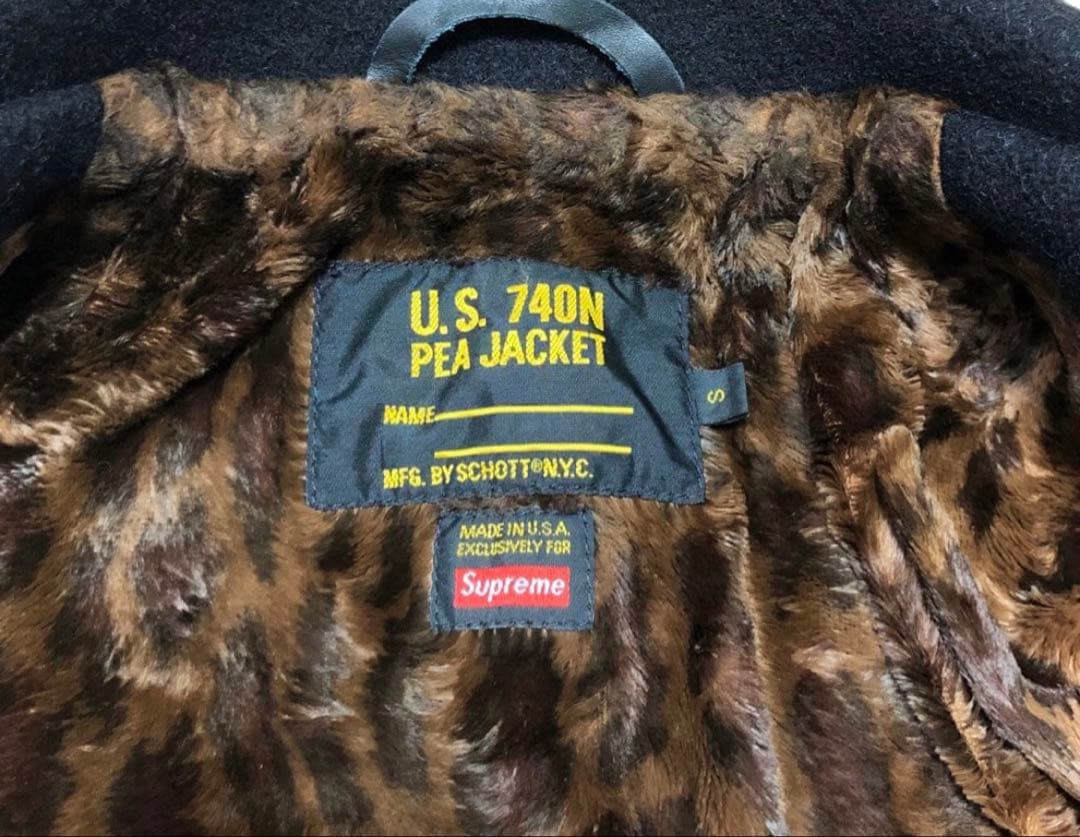 U.S. 740N
PEA JACKET
NAME
MFG. BY SCHOTT® N.Y.C.
S
MADE IN U.S.A.
EXCLUSIVELY FOR
Supreme